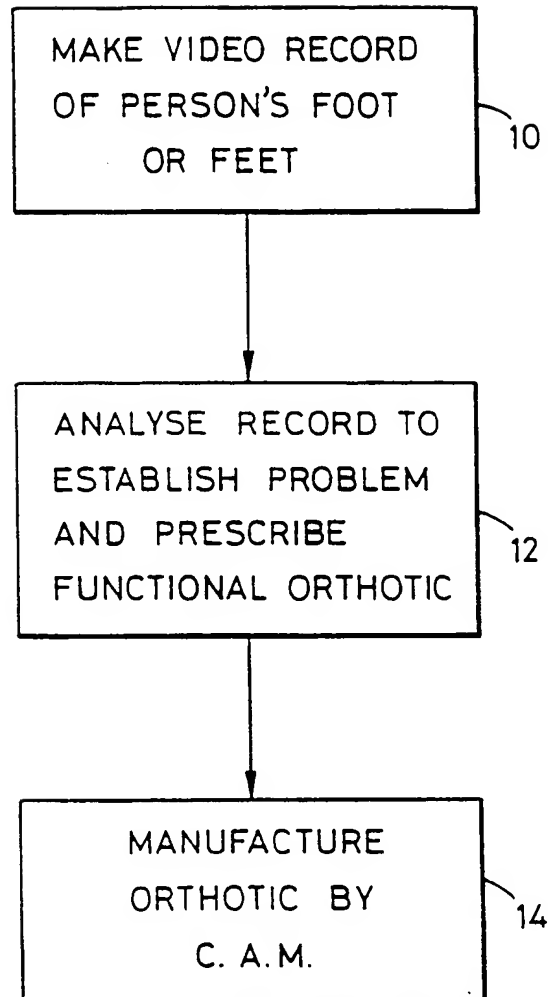 MAKE VIDEO RECORD
OF PERSON'S FOOT
OR FEET
10
ANALYSE RECORD TO
ESTABLISH PROBLEM
AND PRESCRIBE
FUNCTIONAL ORTHOTIC
12
MANUFACTURE
ORTHOTIC BY
C. A. M.
14